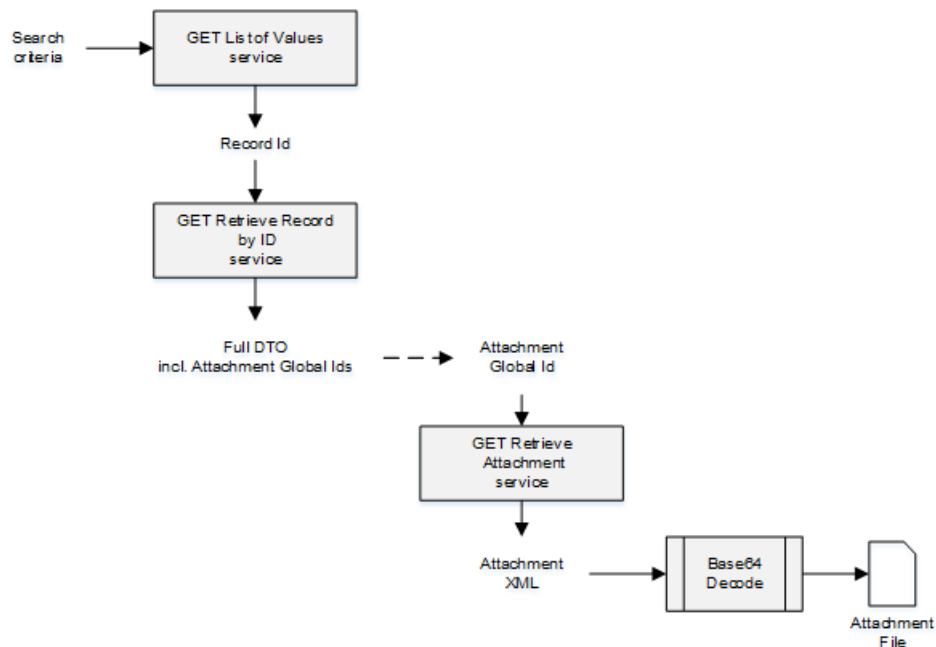 Search
criteria
GET List of Values
service
Record Id
GET Retrieve Record
by ID
service
Full DTO
incl. Attachment Global Ids
Attachment
Global Id
GET Retrieve
Attachment
service
Attachment
XML
Base64
Decode
Attachment
File